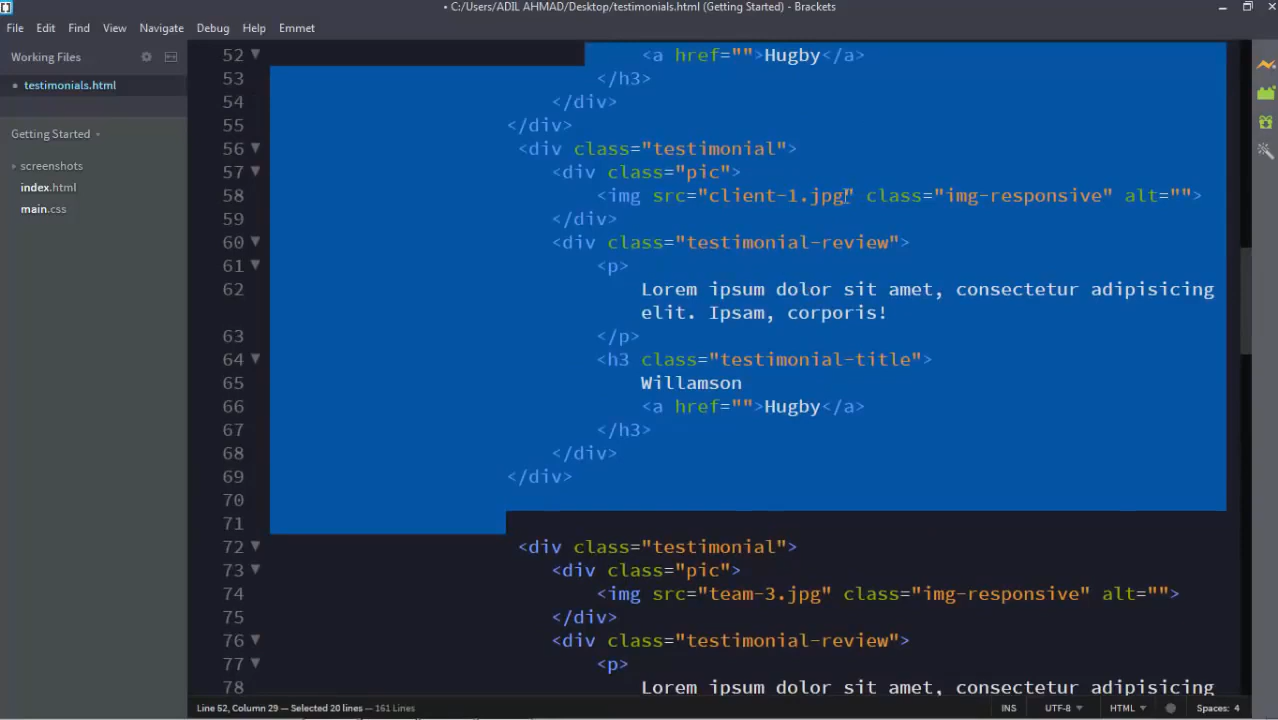 • C:/Users/ADIL AHMAD/Desktop/testimonials.html (Getting Started) - Brackets
File Edit Find View Navigate Debug Help Emmet
Working Files
testimonials.html
Getting Started
screenshots
index.html
main.css
52 <a href="">Hugby</a>
53 </h3>
54 </div>
55 </div>
56 <div class="testimonial">
57 <div class="pic">
58 <img src="client-1.jpg" class="img-responsive" alt="">
59 </div>
60 <div class="testimonial-review">
61 <p>
62 Lorem ipsum dolor sit amet, consectetur adipisicing
elit. Ipsam, corporis!
63 </p>
64 <h3 class="testimonial-title">
65 Willamson
66 <a href="">Hugby</a>
67 </h3>
68 </div>
69 </div>
70
71
72 <div class="testimonial">
73 <div class="pic">
74 <img src="team-3.jpg" class="img-responsive" alt="">
75 </div>
76 <div class="testimonial-review">
77 <p>
78 Lorem ipsum dolor sit amet, consectetur adipisicing
Line 52, Column 29 — Selected 20 lines — 161 Lines INS UTF-8 HTML Spaces: 4